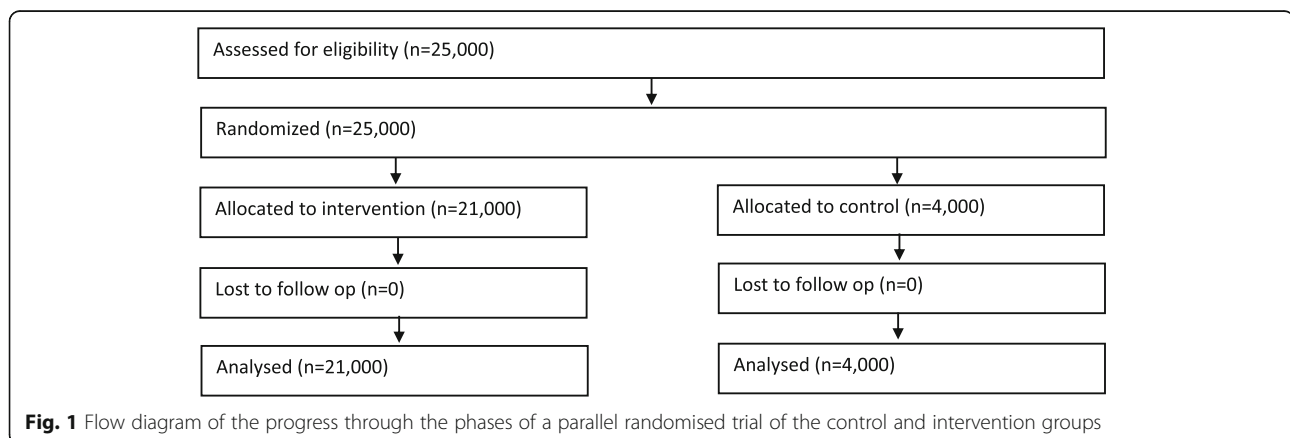 Assessed for eligibility (n=25,000)
Randomized (n=25,000)
Allocated to intervention (n=21,000)
Allocated to control (n=4,000)
Lost to follow op (n=0)
Lost to follow op (n=0)
Analysed (n=21,000)
Analysed (n=4,000)
Fig. 1 Flow diagram of the progress through the phases of a parallel randomised trial of the control and intervention groups